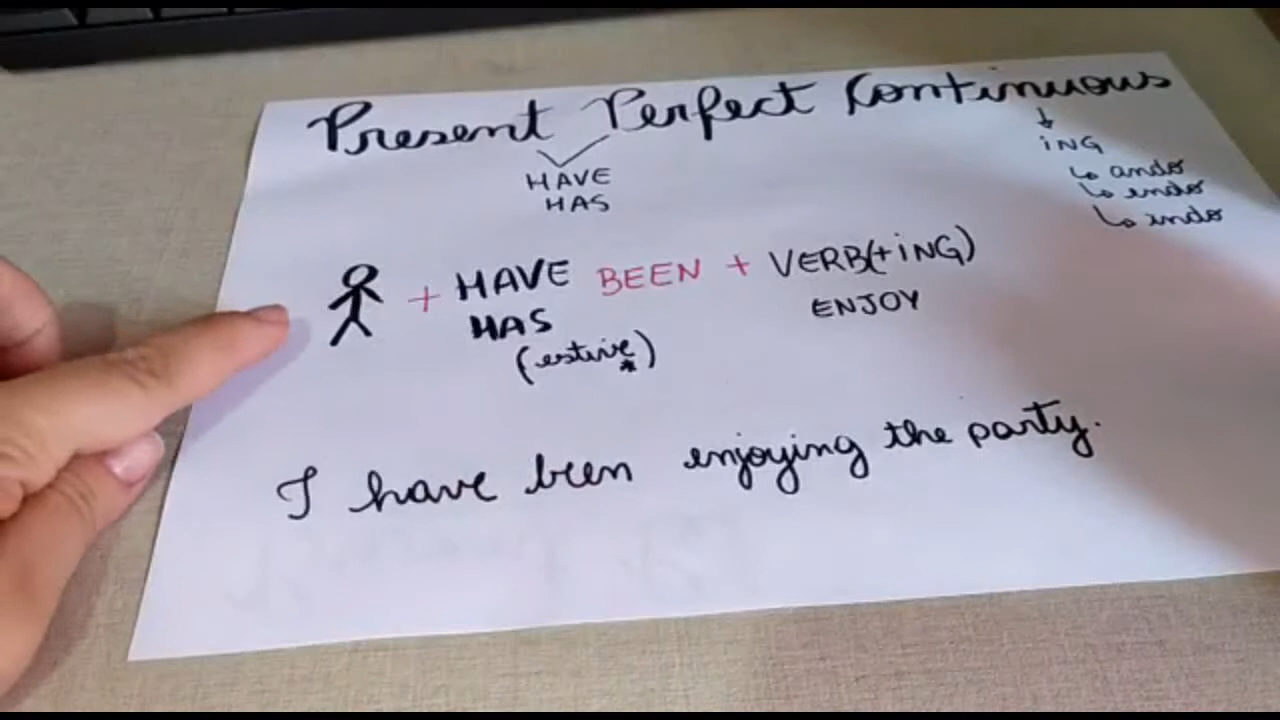 Present Perfect Continuous
HAVE
HAS
iNG
ando
endo
indo
+ HAVE BEEN + VERB(+iNG)
HAS
ENJOY
(estive*)
I have been enjoying the party.